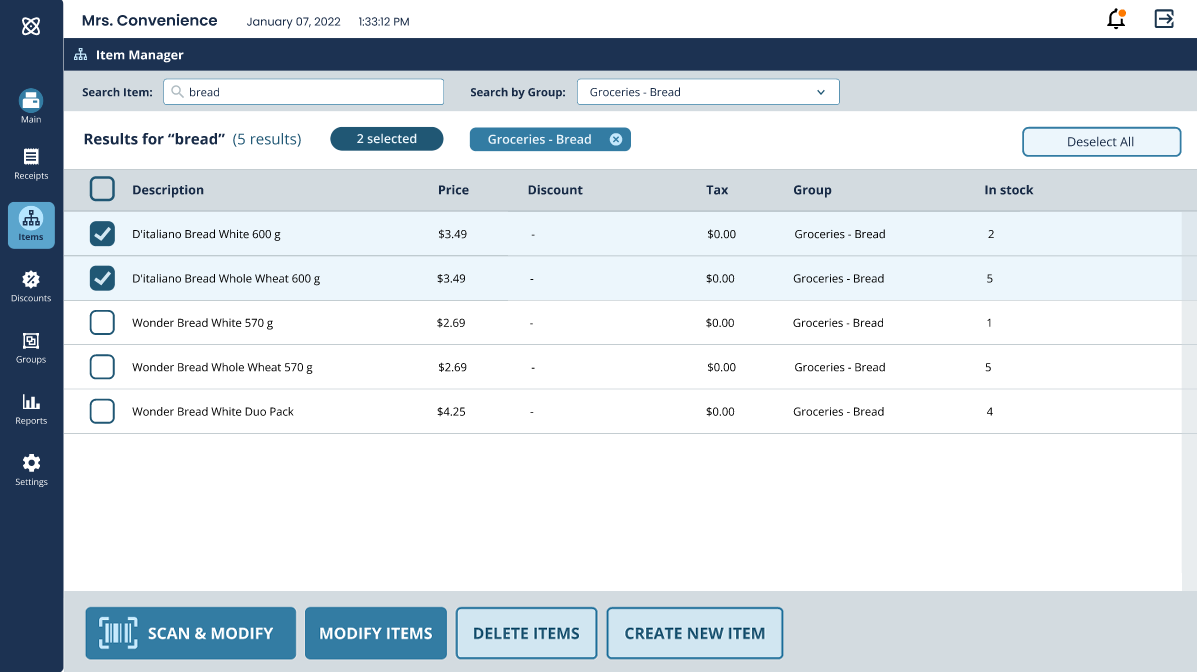 Mrs. Convenience January 07, 2022 1:33:12 PM
Item Manager
Search Item: bread Search by Group: Groceries - Bread
Results for “bread” (5 results) 2 selected Groceries - Bread Deselect All
Description Price Discount Tax Group In stock
D'italiano Bread White 600 g $3.49 - $0.00 Groceries - Bread 2
D'italiano Bread Whole Wheat 600 g $3.49 - $0.00 Groceries - Bread 5
Wonder Bread White 570 g $2.69 - $0.00 Groceries - Bread 1
Wonder Bread Whole Wheat 570 g $2.69 - $0.00 Groceries - Bread 5
Wonder Bread White Duo Pack $4.25 - $0.00 Groceries - Bread 4
SCAN & MODIFY MODIFY ITEMS DELETE ITEMS CREATE NEW ITEM
Main
Receipts
Items
Discounts
Groups
Reports
Settings